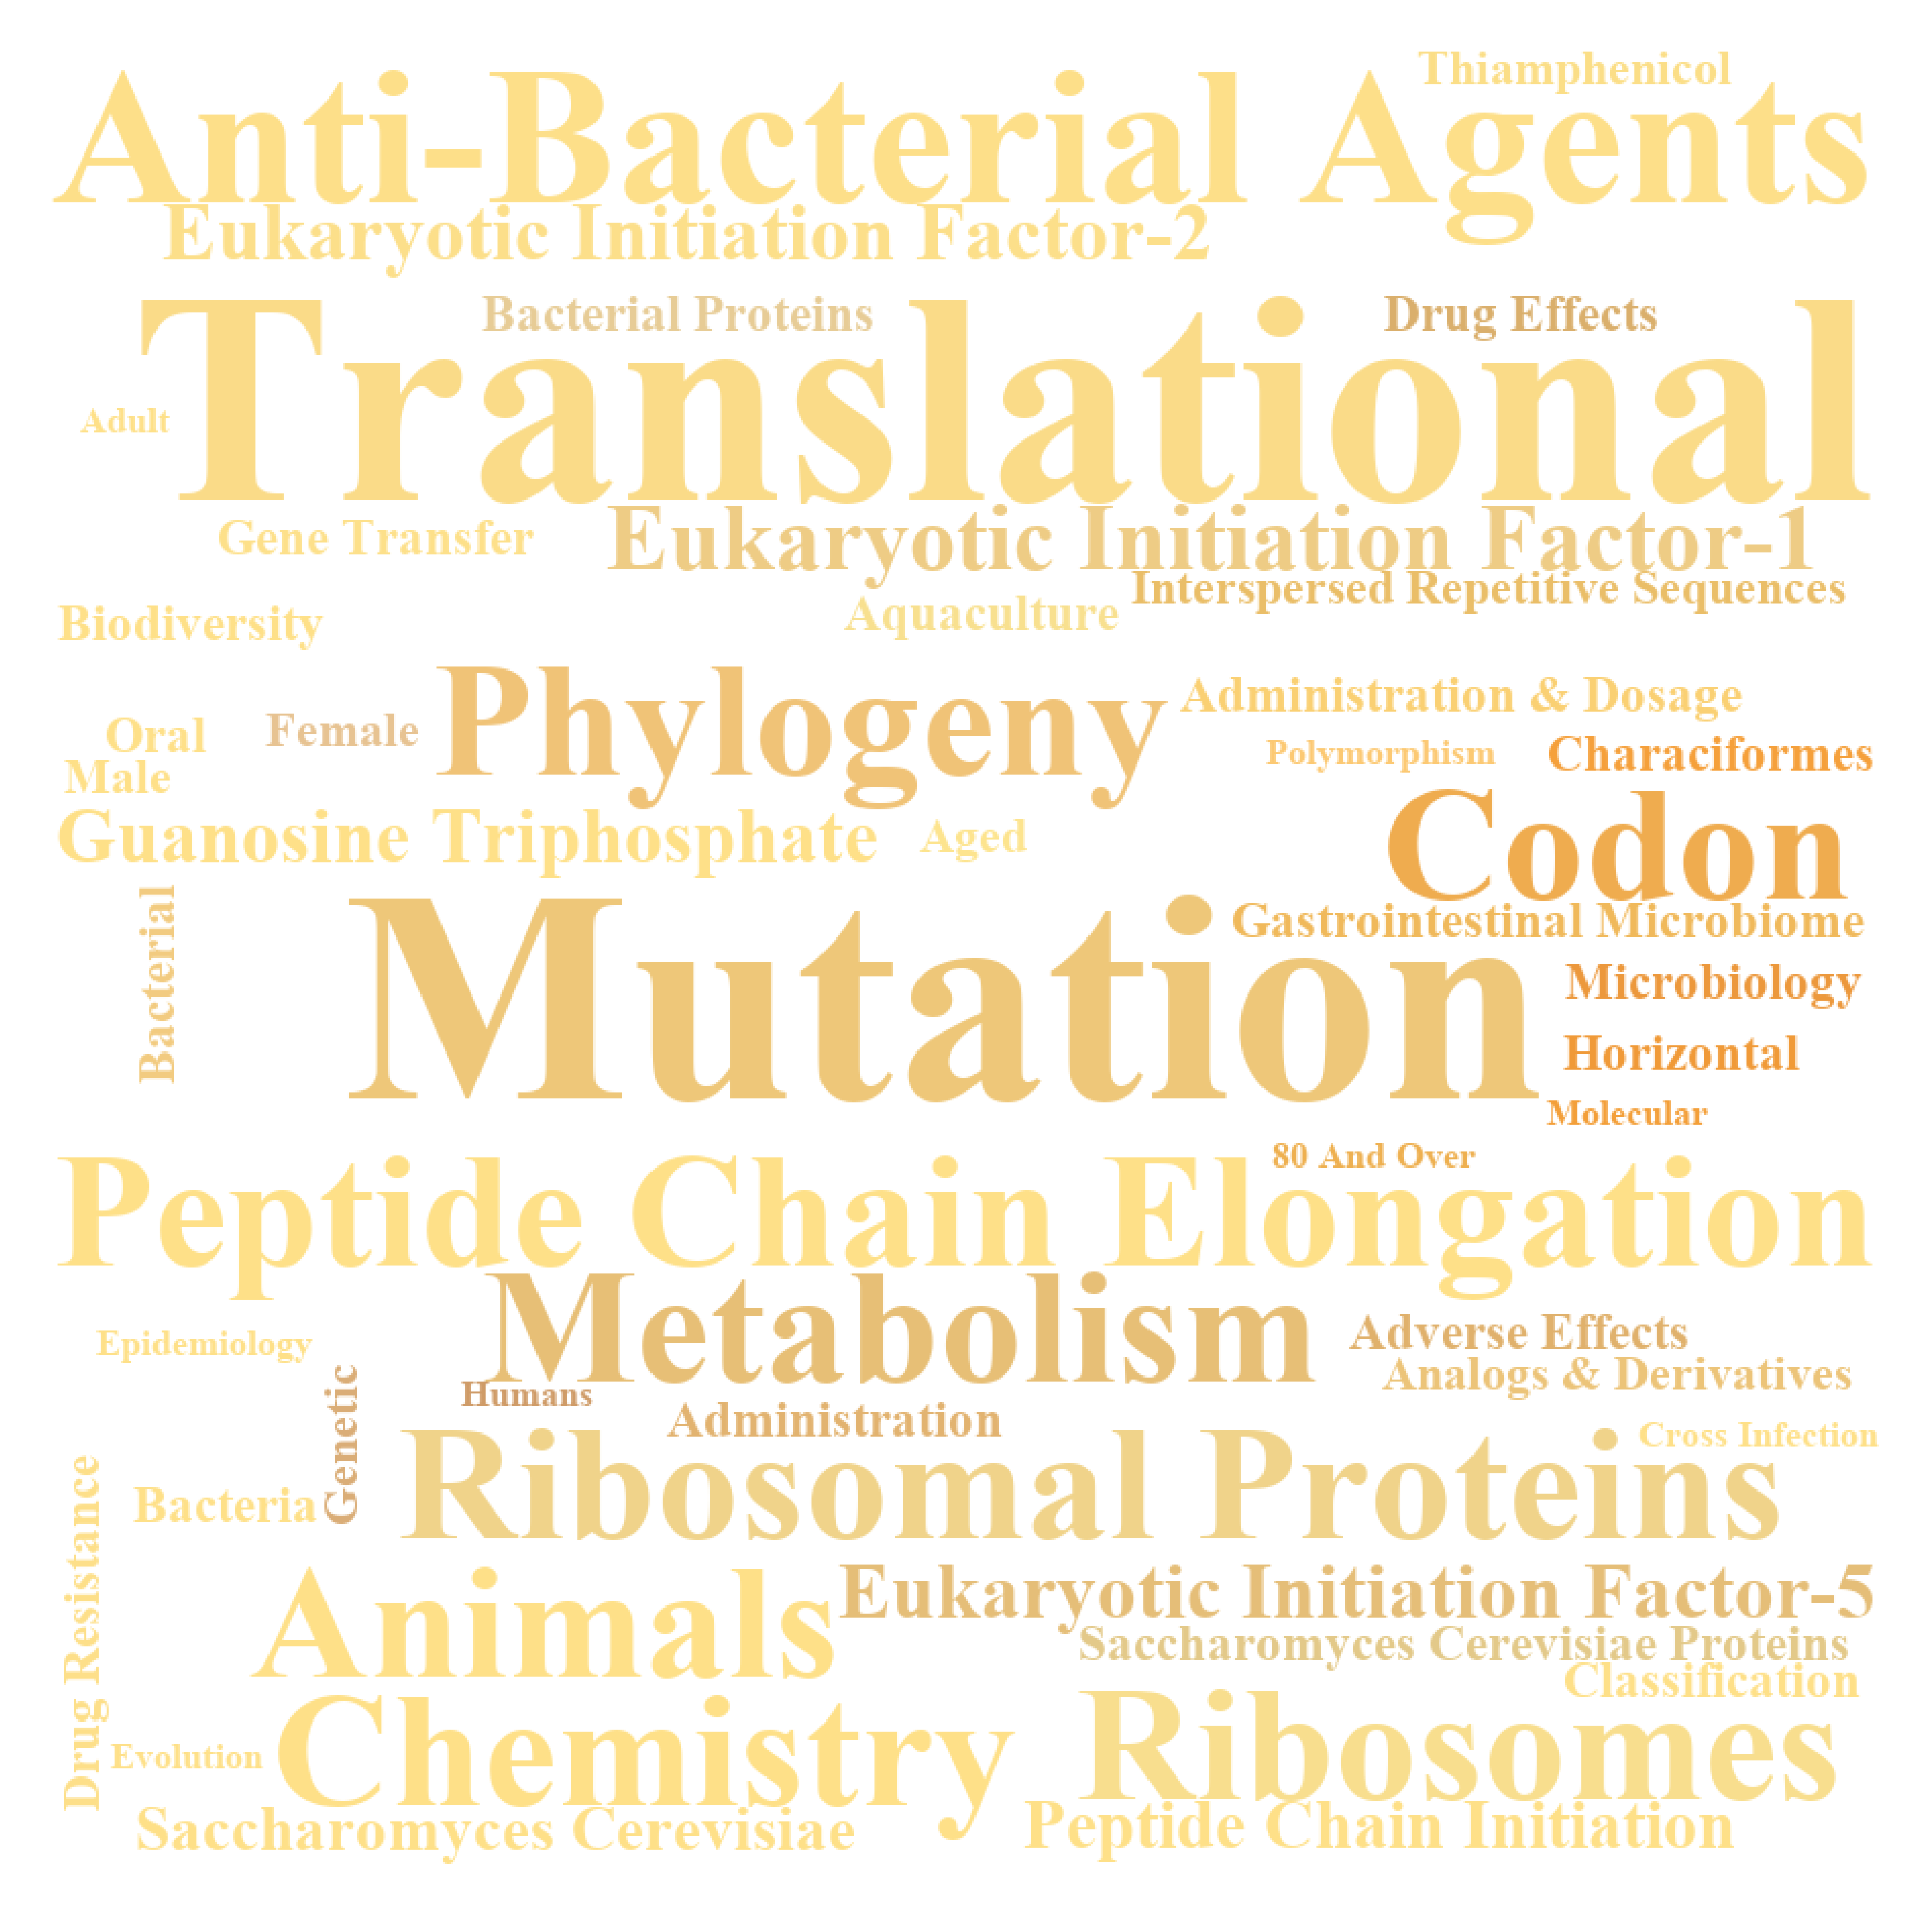 Thiamphenicol
Anti-Bacterial Agents
Eukaryotic Initiation Factor-2
Bacterial Proteins
Drug Effects
Translational
Adult
Gene Transfer
Eukaryotic Initiation Factor-1
Interspersed Repetitive Sequences
Biodiversity
Aquaculture
Phylogeny
Administration & Dosage
Oral
Female
Polymorphism
Characiformes
Male
Guanosine Triphosphate
Aged
Codon
Bacterial
Mutation
Gastrointestinal Microbiome
Microbiology
Horizontal
Molecular
80 And Over
Peptide Chain Elongation
Metabolism
Epidemiology
Adverse Effects
Analogs & Derivatives
Genetic
Humans
Administration
Cross Infection
Ribosomal Proteins
Bacteria
Drug Resistance
Animals
Eukaryotic Initiation Factor-5
Saccharomyces Cerevisiae Proteins
Classification
Chemistry
Ribosomes
Evolution
Saccharomyces Cerevisiae
Peptide Chain Initiation